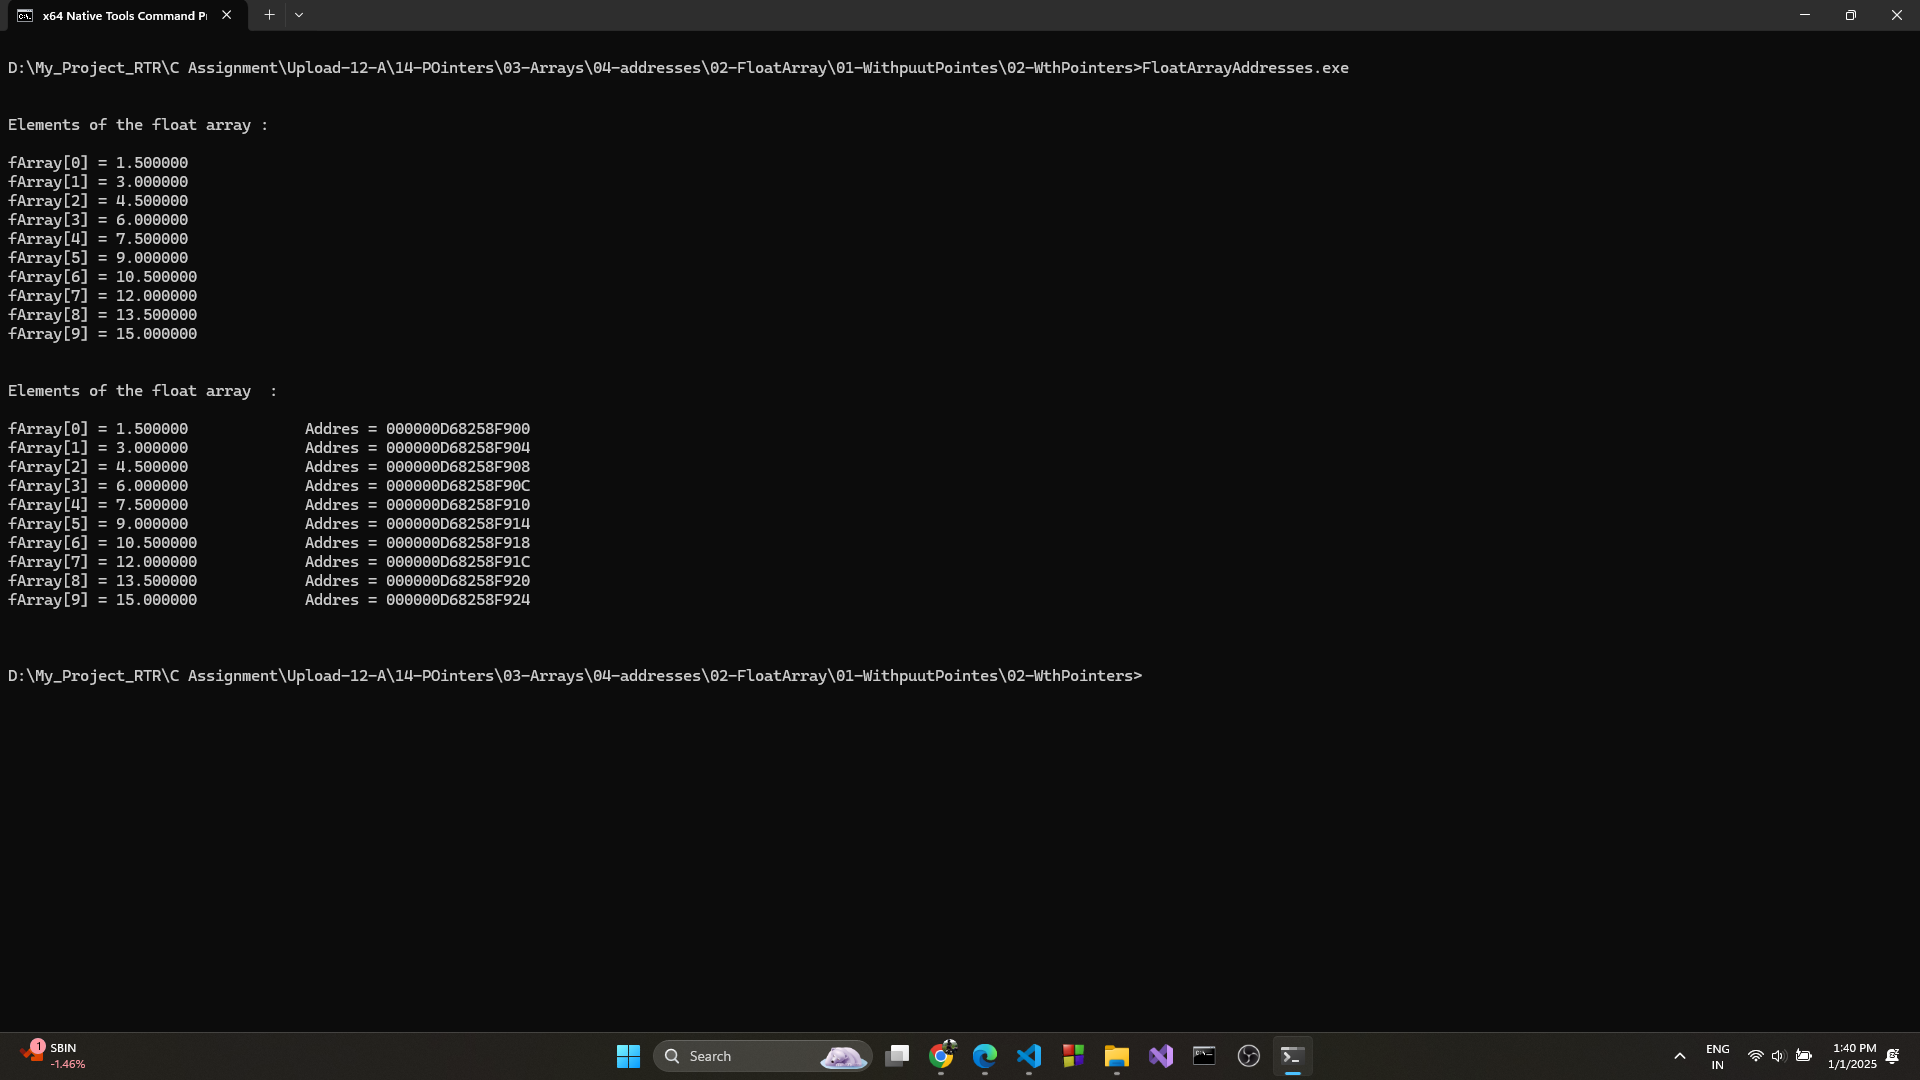 x64 Native Tools Command P
D:\My_Project_RTR\C Assignment\Upload-12-A\14-POinters\03-Arrays\04-addresses\02-FloatArray\01-WithpuutPointes\02-WthPointers>FloatArrayAddresses.exe
Elements of the float array :
fArray[0] = 1.500000
fArray[1] = 3.000000
fArray[2] = 4.500000
fArray[3] = 6.000000
fArray[4] = 7.500000
fArray[5] = 9.000000
fArray[6] = 10.500000
fArray[7] = 12.000000
fArray[8] = 13.500000
fArray[9] = 15.000000
Elements of the float array  :
fArray[0] = 1.500000             Addres = 000000D68258F900
fArray[1] = 3.000000             Addres = 000000D68258F904
fArray[2] = 4.500000             Addres = 000000D68258F908
fArray[3] = 6.000000             Addres = 000000D68258F90C
fArray[4] = 7.500000             Addres = 000000D68258F910
fArray[5] = 9.000000             Addres = 000000D68258F914
fArray[6] = 10.500000            Addres = 000000D68258F918
fArray[7] = 12.000000            Addres = 000000D68258F91C
fArray[8] = 13.500000            Addres = 000000D68258F920
fArray[9] = 15.000000            Addres = 000000D68258F924
D:\My_Project_RTR\C Assignment\Upload-12-A\14-POinters\03-Arrays\04-addresses\02-FloatArray\01-WithpuutPointes\02-WthPointers>
1
SBIN
-1.46%
Search
ENG
IN
1:40 PM
1/1/2025